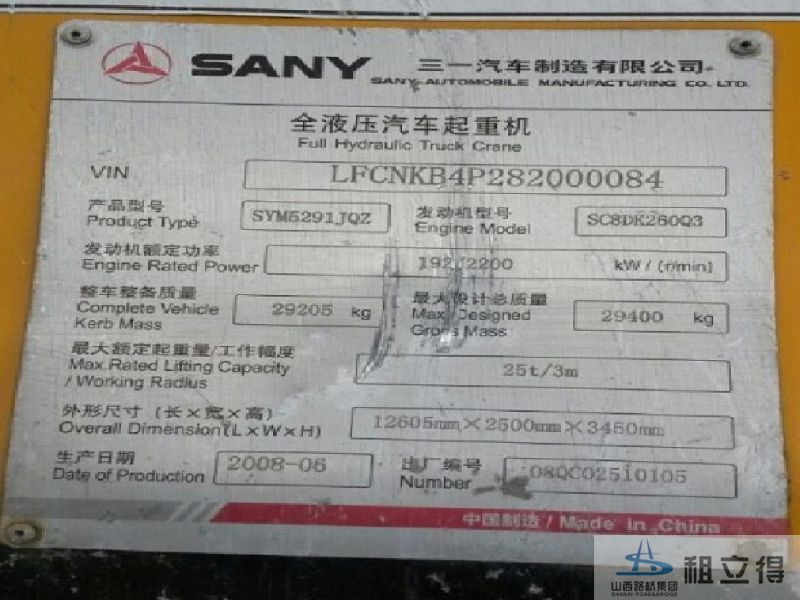 SANY 三一汽车制造有限公司
SANY AUTOMOBILE MANUFACTURING CO., LTD.
全液压汽车起重机
Full Hydraulic Truck Crane
VIN LFCNKB4P282000084
产品型号 发动机型号
Product Type SYM5291JQZ Engine Model SC8DK260Q3
发动机额定功率
Engine Rated Power 192/2200 kW / (r/min)
整车整备质量 最大设计总质量
Complete Vehicle 29205 kg Max. Designed 29400 kg
Kerb Mass Gross Mass
最大额定起重量/工作幅度
Max.Rated Lifting Capacity 25t/3m
/ Working Radius
外形尺寸 (长×宽×高)
Overall Dimension(L×W×H) 12605mm×2500mm×3450mm
生产日期 2008-06 出厂编号 08QC02510105
Date of Production Number
中国制造 / Made in China
山西路桥集团 租立得
SHANXI ROAD&BRIDGE